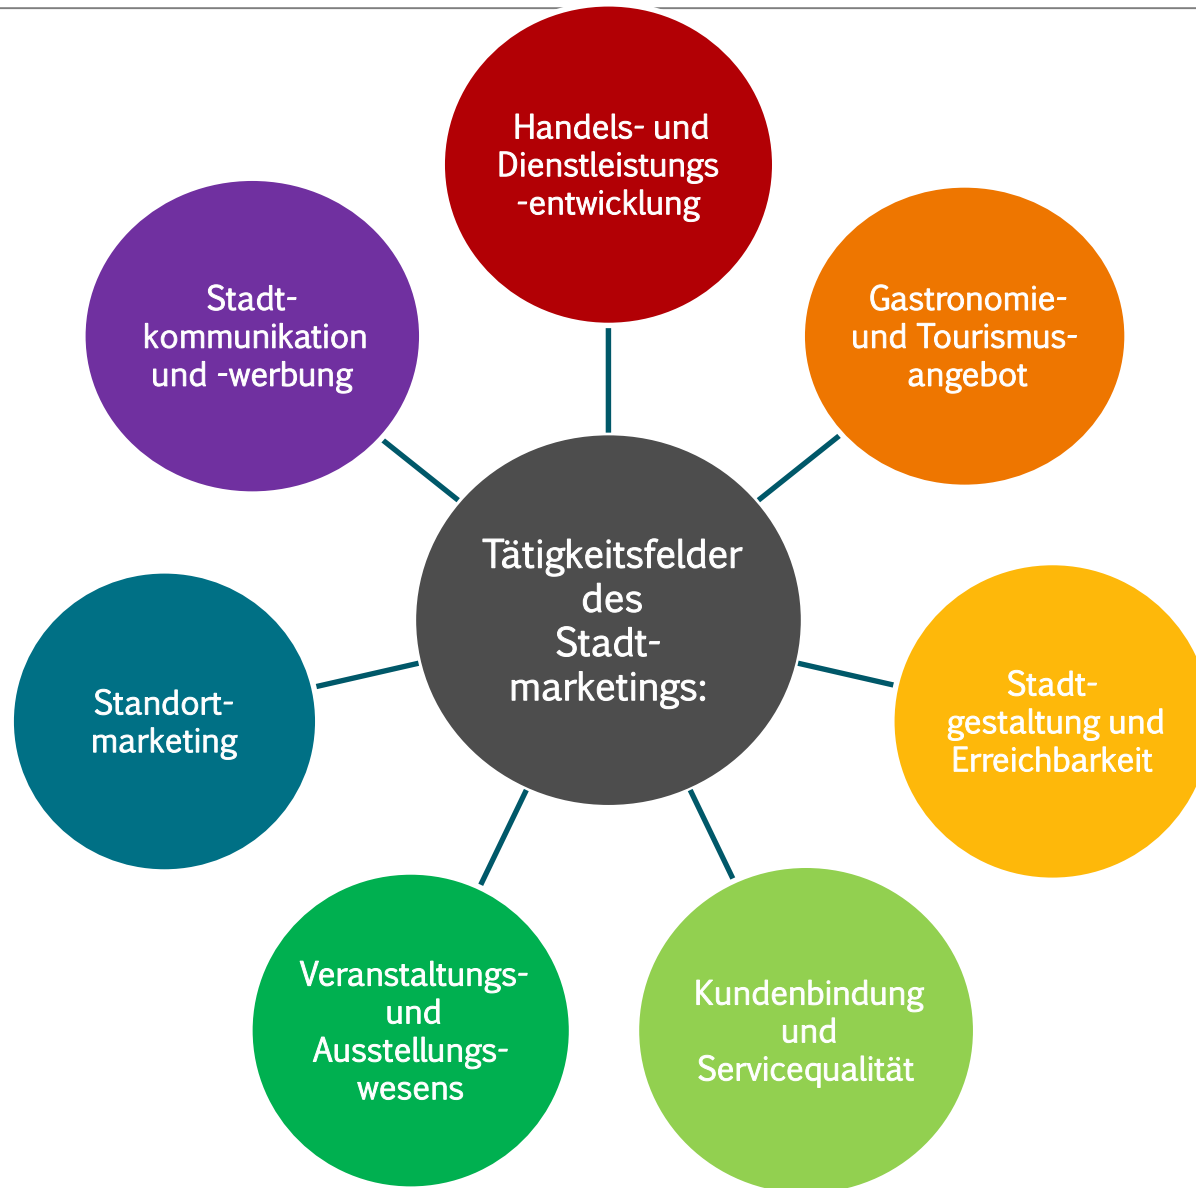 Handels- und
Dienstleistungs
-entwicklung
Gastronomie-
und Tourismus-
angebot
Stadt-
gestaltung und
Erreichbarkeit
Kundenbindung
und
Servicequalität
Veranstaltungs-
und
Ausstellungs-
wesens
Standort-
marketing
Stadt-
kommunikation
und -werbung
Tätigkeitsfelder
des
Stadt-
marketings: